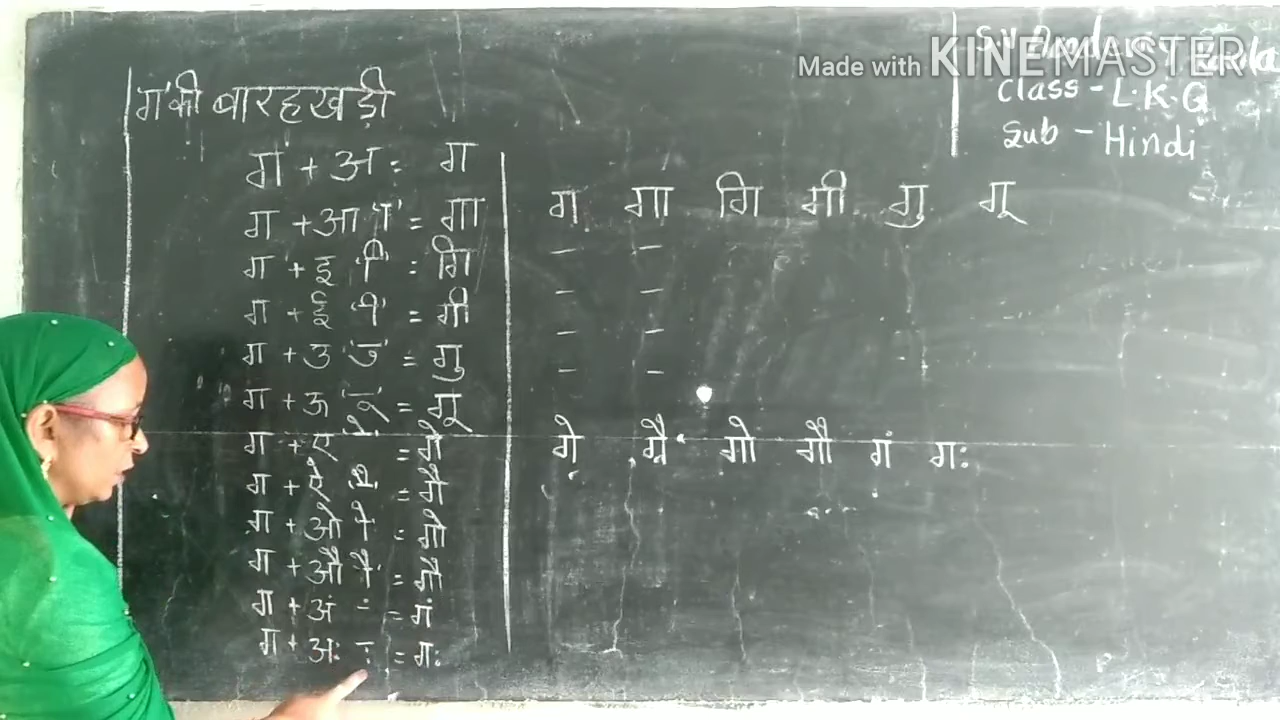 Made with KINEMASTER
Class - L.K.G
Sub - Hindi
'ग' की बारहखड़ी
ग + अ = ग
ग + आ 'ा' = गा
ग + इ 'ि' = गि
ग + ई 'ी' = गी
ग + उ 'ु' = गु
ग + ऊ 'ू' = गू
ग + ए 'े' = गे
ग + ऐ 'ै' = गै
ग + ओ 'ो' = गो
ग + औ 'ौ' = गौ
ग + अं ं = गं
ग + अः ः = गः
ग गा गि गी गु गू
– –
– –
– –
– –
गे गै गो गौ गं गः